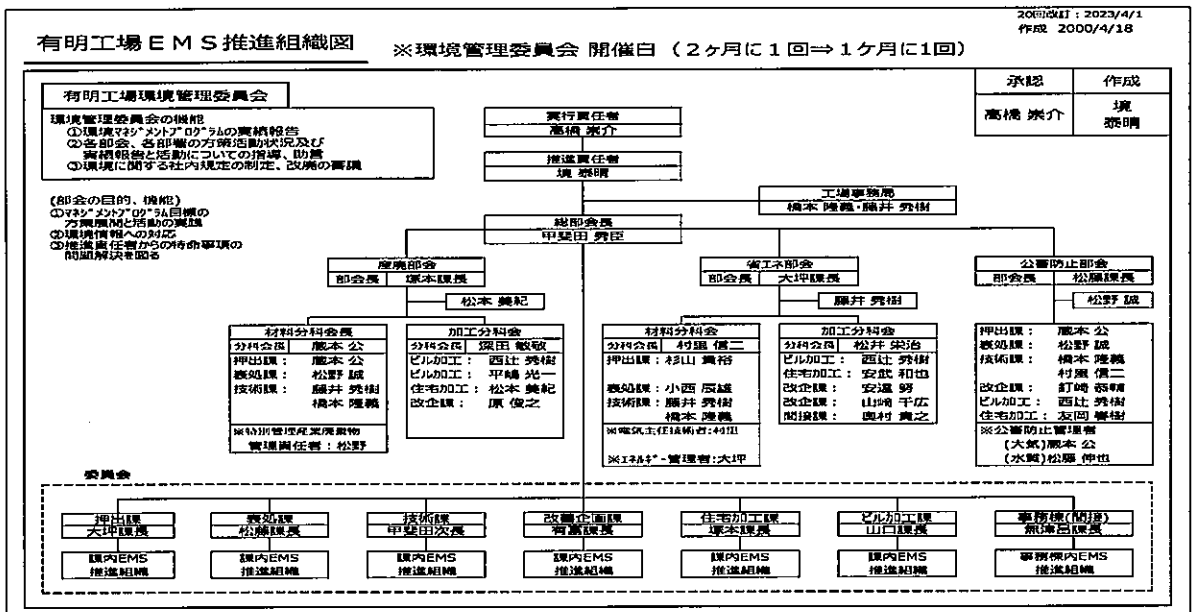 20回改訂：2023/4/1
作成 2000/4/18
有明工場ＥＭＳ推進組織図
※環境管理委員会 開催日（2ヶ月に1回⇒1ケ月に1回）
承認 作成
高橋 崇介 境 泰晴
有明工場環境管理委員会
環境管理委員会の機能
①環境マネジメントプログラムの実績報告
②各部会、各部署の方策活動状況及び
実績報告と活動についての指導、助言
③環境に関する社内規定の制定、改廃の審議
(部会の目的、機能)
①マネジメントプログラム目標の
方策展開と活動の実践
②環境情報への対応
③推進責任者からの特命事項の
問題解決を図る
実行責任者
高橋 崇介
推進責任者
境 泰晴
工場事務局
橋本 隆義・藤井 秀樹
総部会長
甲斐田 秀臣
産廃部会
部会長 塚本課長
松本 美紀
省エネ部会
部会長 大坪課長
藤井 秀樹
公害防止部会
部会長 松藤課長
松野 誠
材料分科会長
分科会長 蔵本 公
押出課： 蔵本 公
表処課： 松野 誠
技術課： 藤井 秀樹
橋本 隆義
※特別管理産業廃棄物
管理責任者：松野
加工分科会
分科会長 深田 敏敬
ビル加工： 西辻 秀樹
ビル加工： 平嶋 光一
住宅加工： 松本 美紀
改企課： 原 俊之
材料分科会
分科会長 村里 信二
押出課：杉山 貴裕
表処課：小西 辰雄
技術課：藤井 秀樹
橋本 隆義
※電気主任技術者:村田
※エネルギー管理者:大坪
加工分科会
分科会長 松井 栄治
ビル加工： 西辻 秀樹
住宅加工： 安武 和也
改企課： 安達 努
改企課： 山崎 千広
間接課： 奥村 貴之
押出課： 蔵本 公
表処課： 松野 誠
技術課： 橋本 隆義
村里 信二
改企課： 釘崎 恭輔
ビル加工： 西辻 秀樹
住宅加工： 友岡 春樹
※公害防止管理者
(大気)蔵本 公
(水質)松藤 伸也
委員会
押出課 表処課 技術課 改善企画課 住宅加工課 ビル加工課 事務棟(間接)
大坪課長 松藤課長 甲斐田次長 有富課長 塚本課長 山口課長 無津呂課長
課内EMS 課内EMS 課内EMS 課内EMS 課内EMS 課内EMS 事務棟内EMS
推進組織 推進組織 推進組織 推進組織 推進組織 推進組織 推進組織